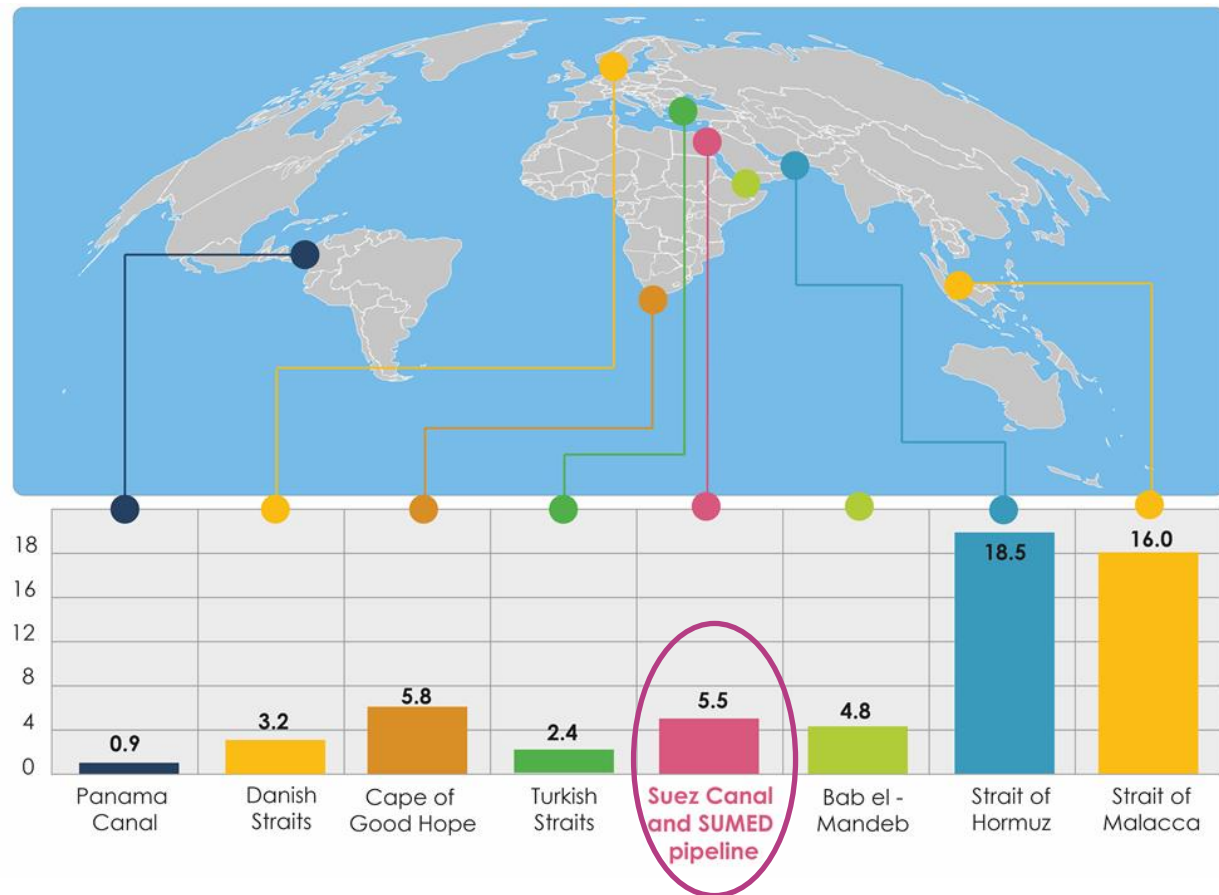 18
16
12
8
4
0
0.9
3.2
5.8
2.4
5.5
4.8
18.5
16.0
Panama
Canal
Danish
Straits
Cape of
Good Hope
Turkish
Straits
Suez Canal
and SUMED
pipeline
Bab el -
Mandeb
Strait of
Hormuz
Strait of
Malacca